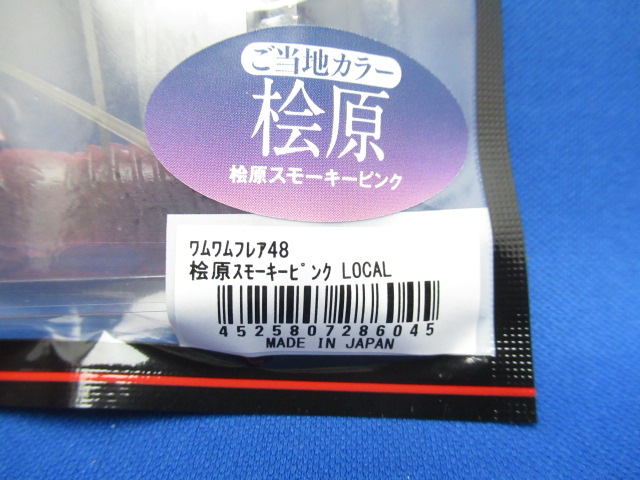 ご当地カラー
桧原
桧原スモーキーピンク
ﾜﾑﾜﾑﾌﾚｱ48
桧原ｽﾓｰｷｰﾋﾟﾝｸ LOCAL
4525807286045
MADE IN JAPAN